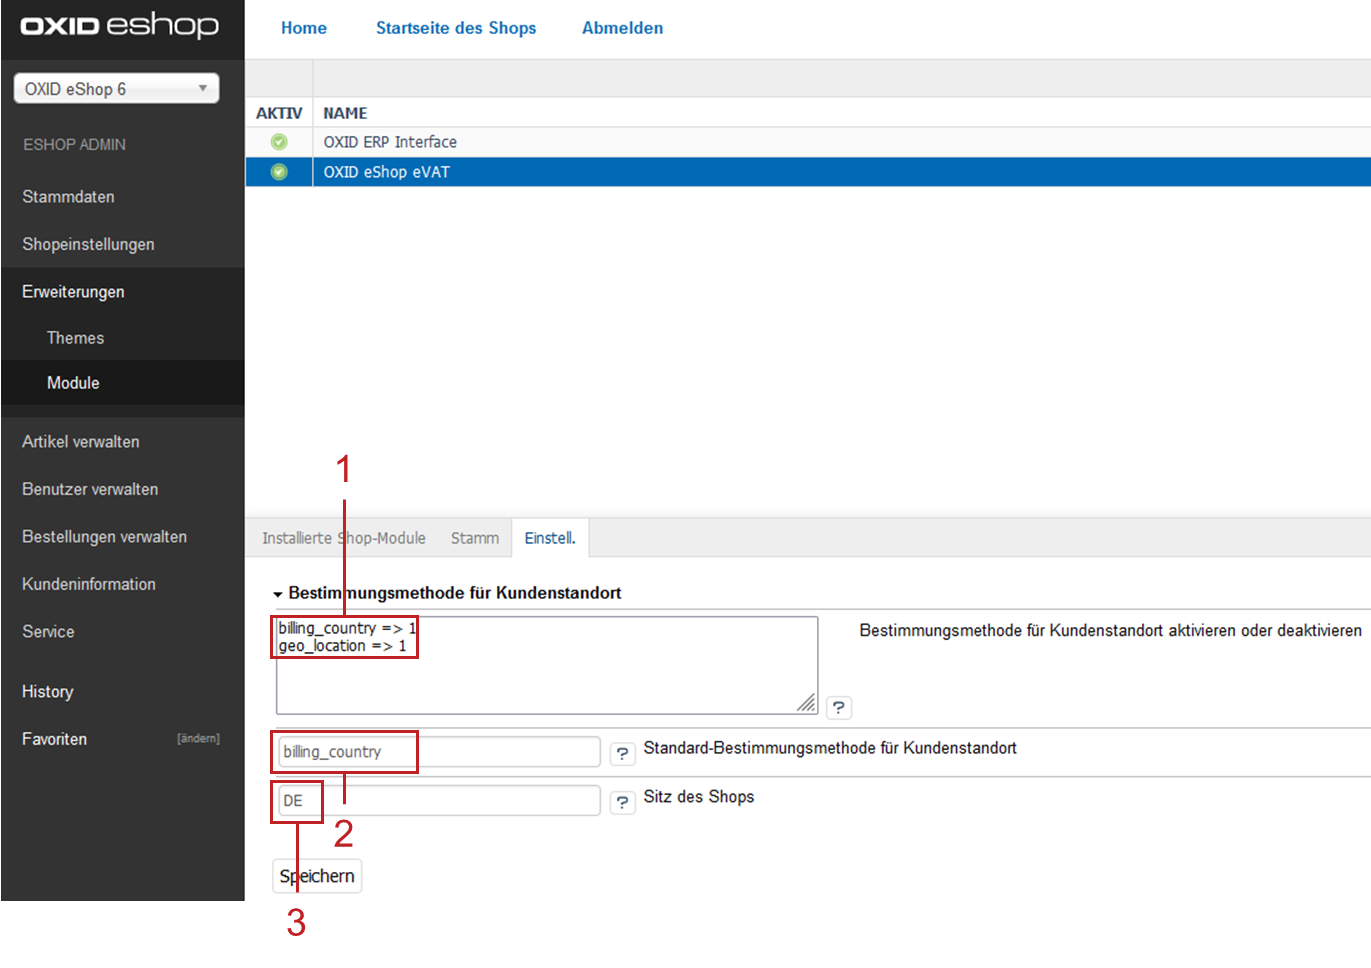 OXID eshop
Home Startseite des Shops Abmelden
OXID eShop 6
ESHOP ADMIN
Stammdaten
Shopeinstellungen
Erweiterungen
Themes
Module
Artikel verwalten
Benutzer verwalten
Bestellungen verwalten
Kundeninformation
Service
History
Favoriten [ändern]
AKTIV NAME
OXID ERP Interface
OXID eShop eVAT
1
Installierte Shop-Module Stamm Einstell.
Bestimmungsmethode für Kundenstandort
billing_country => 1
geo_location => 1
Bestimmungsmethode für Kundenstandort aktivieren oder deaktivieren
?
billing_country ? Standard-Bestimmungsmethode für Kundenstandort
DE ? Sitz des Shops
2
Speichern
3